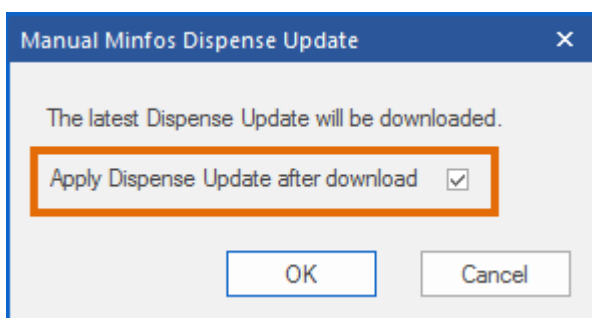 Manual Minfos Dispense Update
The latest Dispense Update will be downloaded.
Apply Dispense Update after download
OK Cancel